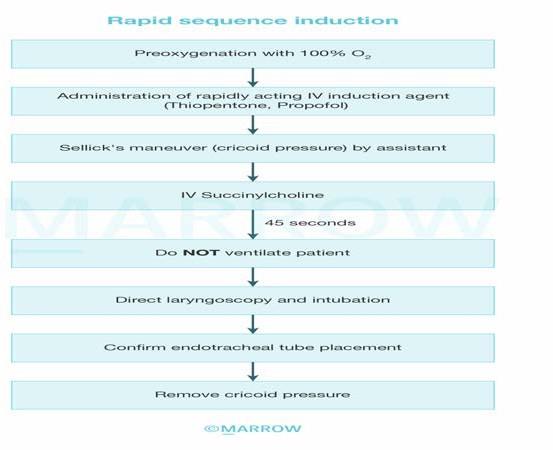 Rapid sequence induction
Preoxygenation with 100% O₂
Administration of rapidly acting IV induction agent
(Thiopentone, Propofol)
Sellick's maneuver (cricoid pressure) by assistant
IV Succinylcholine
45 seconds
Do NOT ventilate patient
Direct laryngoscopy and intubation
Confirm endotracheal tube placement
Remove cricoid pressure
©MARROW
MARROW